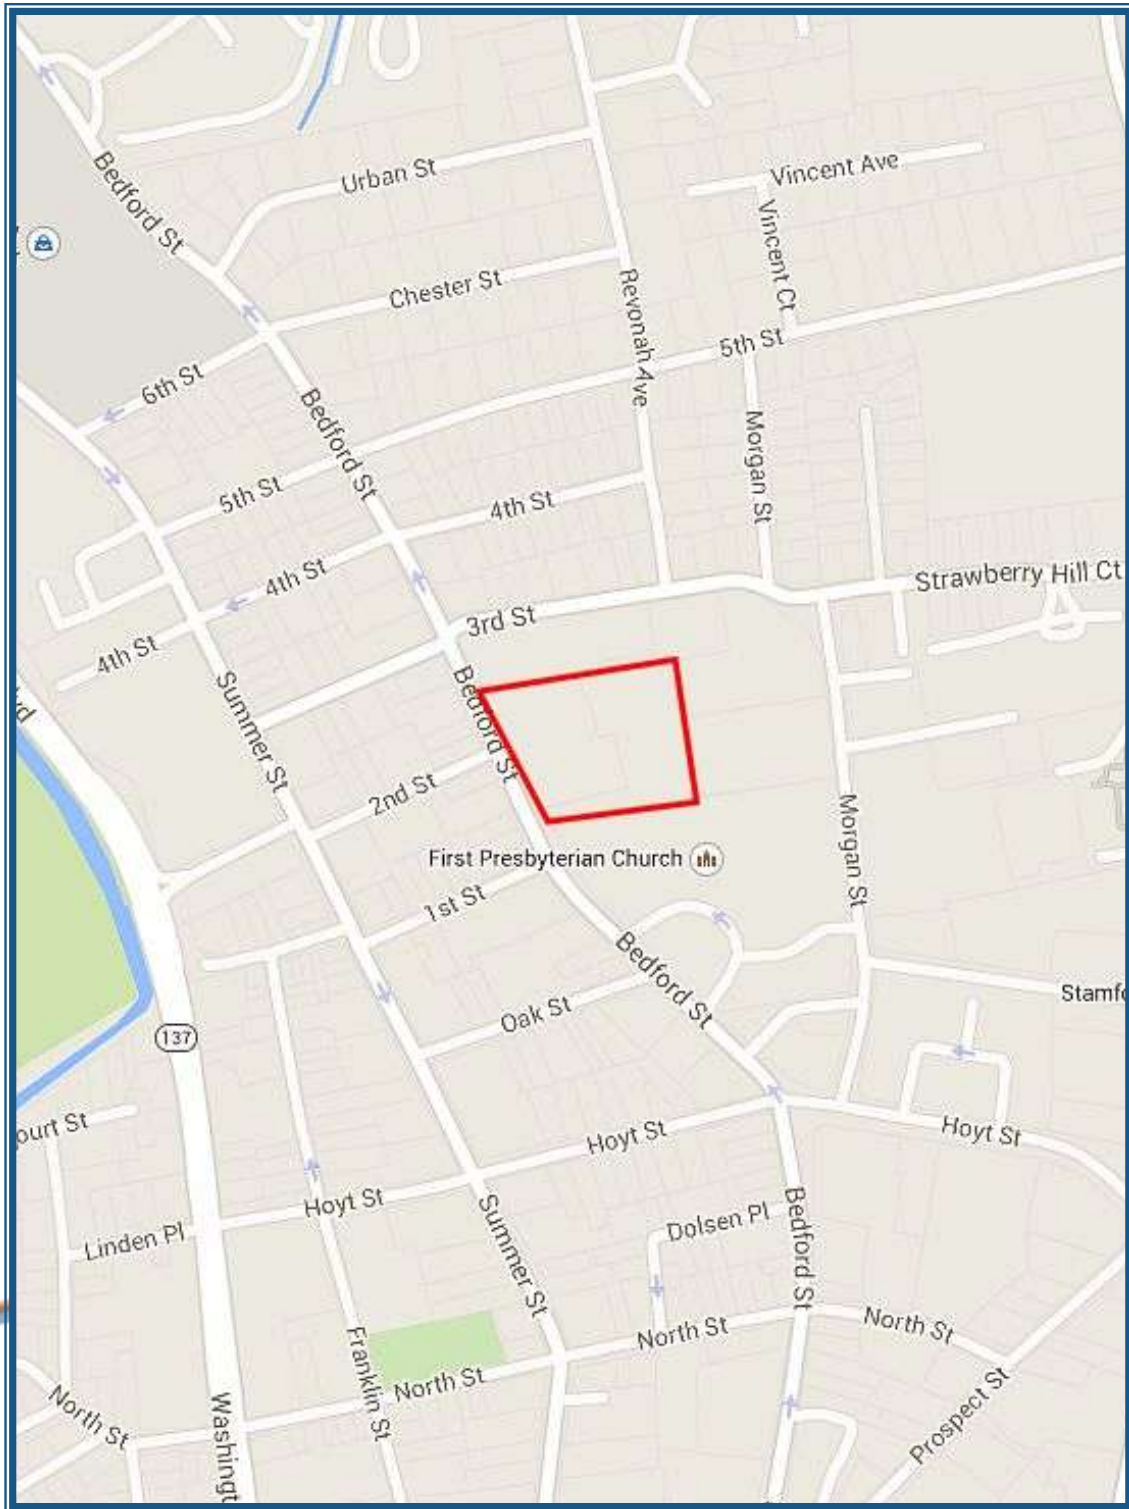 Urban St
Vincent Ave
Bedford St
Vincent Ct
Chester St
Revonah Ave
5th St
6th St
Bedford St
Morgan St
5th St
4th St
4th St
Strawberry Hill Ct
3rd St
4th St
Summer St
Bedford St
2nd St
Morgan St
First Presbyterian Church
1st St
Bedford St
Oak St
Stamfo
137
Hoyt St
Hoyt St
Hoyt St
Linden Pl
Dolsen Pl
Bedford St
Summer St
North St
North St
Franklin St
North St
North St
Prospect St
Washingt